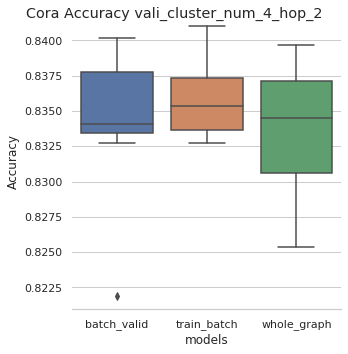 Cora Accuracy vali_cluster_num_4_hop_2
0.8400
0.8375
0.8350
0.8325
0.8300
0.8275
0.8250
0.8225
Accuracy
batch_valid train_batch whole_graph
models